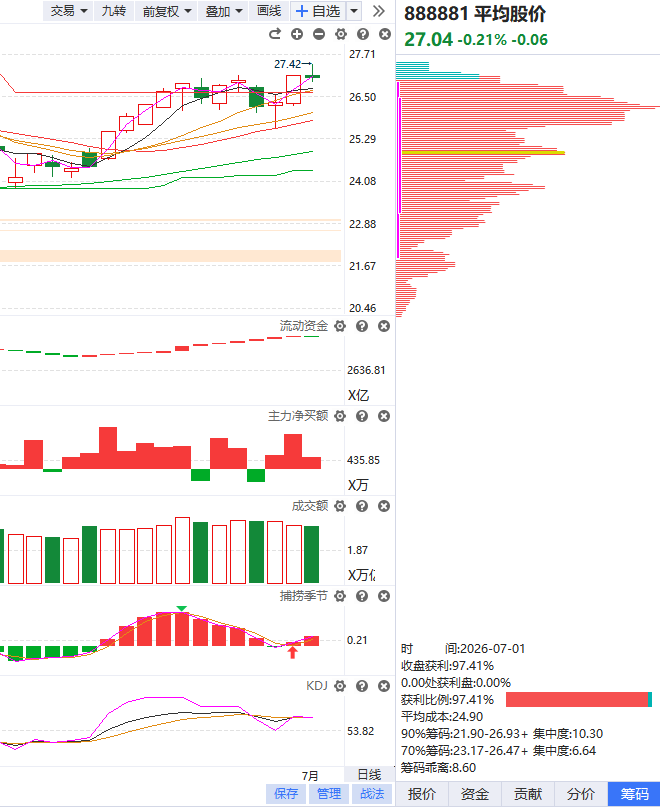 交易 九转 前复权 叠加 画线 + 自选
888881 平均股价
27.04 -0.21% -0.06
27.42
27.71
26.50
25.29
24.08
22.88
21.67
20.46
流动资金
2636.81
X亿
主力净买额
435.85
X万
成交额
1.87
X万亿
捕捞季节
0.21
KDJ
53.82
7月 日线
保存 管理 战法
时 间:2026-07-01
收盘获利:97.41%
0.00处获利盘:0.00%
获利比例:97.41%
平均成本:24.90
90%筹码:21.90-26.93+ 集中度:10.30
70%筹码:23.17-26.47+ 集中度:6.64
筹码乖离:8.60
报价 资金 贡献 分价 筹码